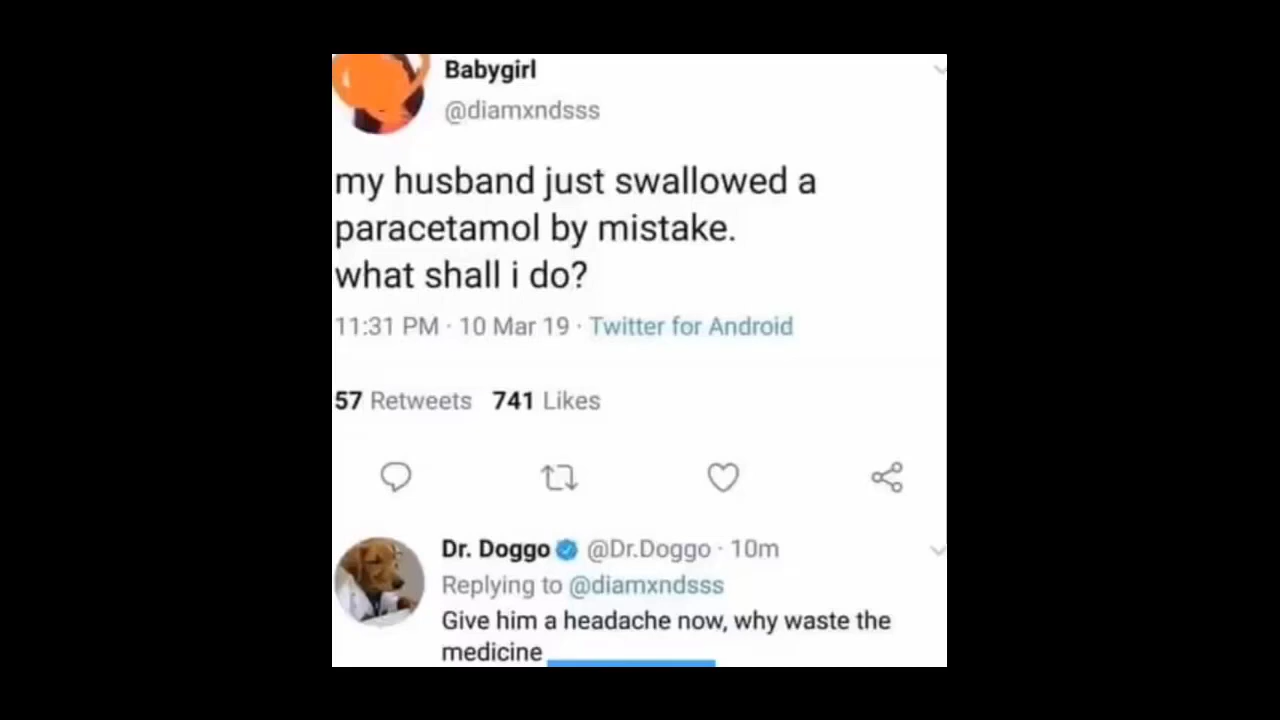 Babygirl
@diamxndsss
my husband just swallowed a
paracetamol by mistake.
what shall i do?
11:31 PM · 10 Mar 19 · Twitter for Android
57 Retweets 741 Likes
Dr. Doggo @Dr.Doggo · 10m
Replying to @diamxndsss
Give him a headache now, why waste the
medicine